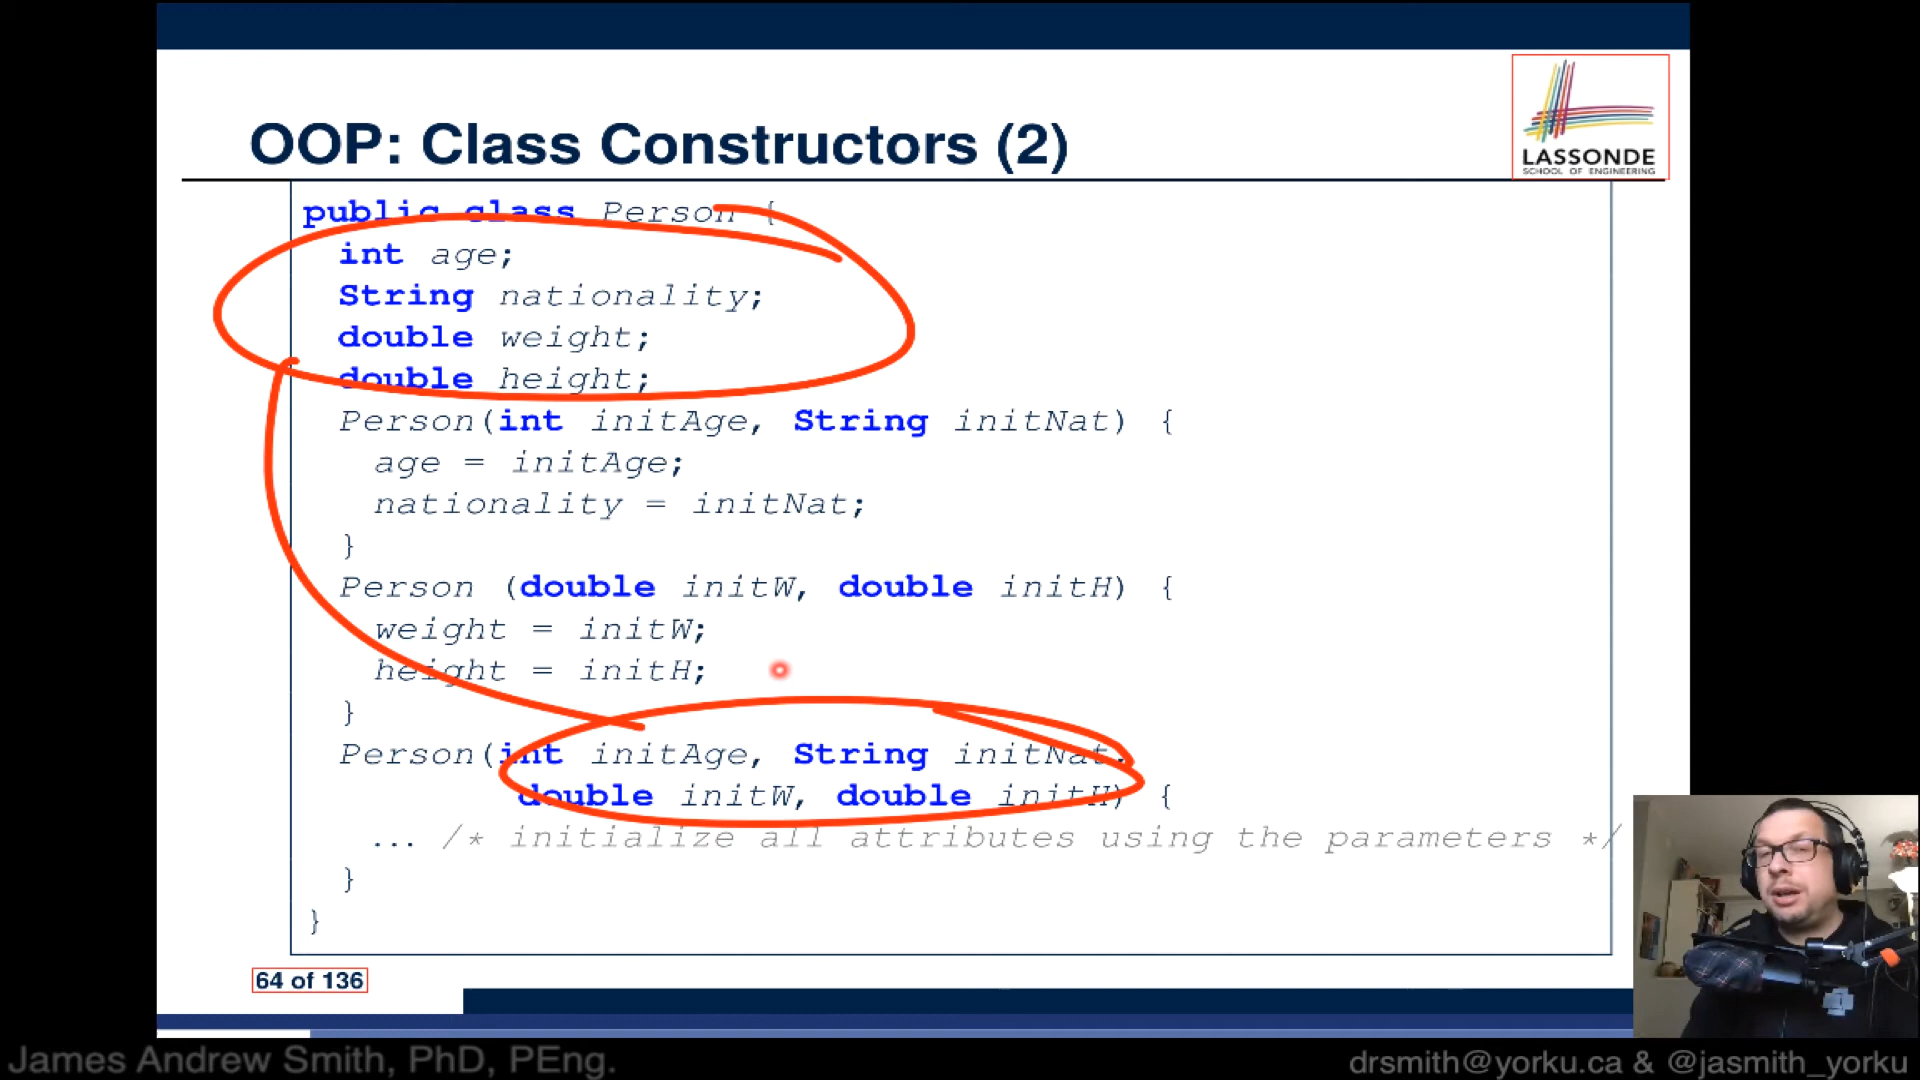 OOP: Class Constructors (2)
LASSONDE
SCHOOL OF ENGINEERING
public class Person {
int age;
String nationality;
double weight;
double height;
Person(int initAge, String initNat) {
age = initAge;
nationality = initNat;
}
Person (double initW, double initH) {
weight = initW;
height = initH;
}
Person(int initAge, String initNat,
double initW, double initH) {
... /* initialize all attributes using the parameters */
}
}
64 of 136
James Andrew Smith, PhD, PEng.
drsmith@yorku.ca & @jasmith_yorku